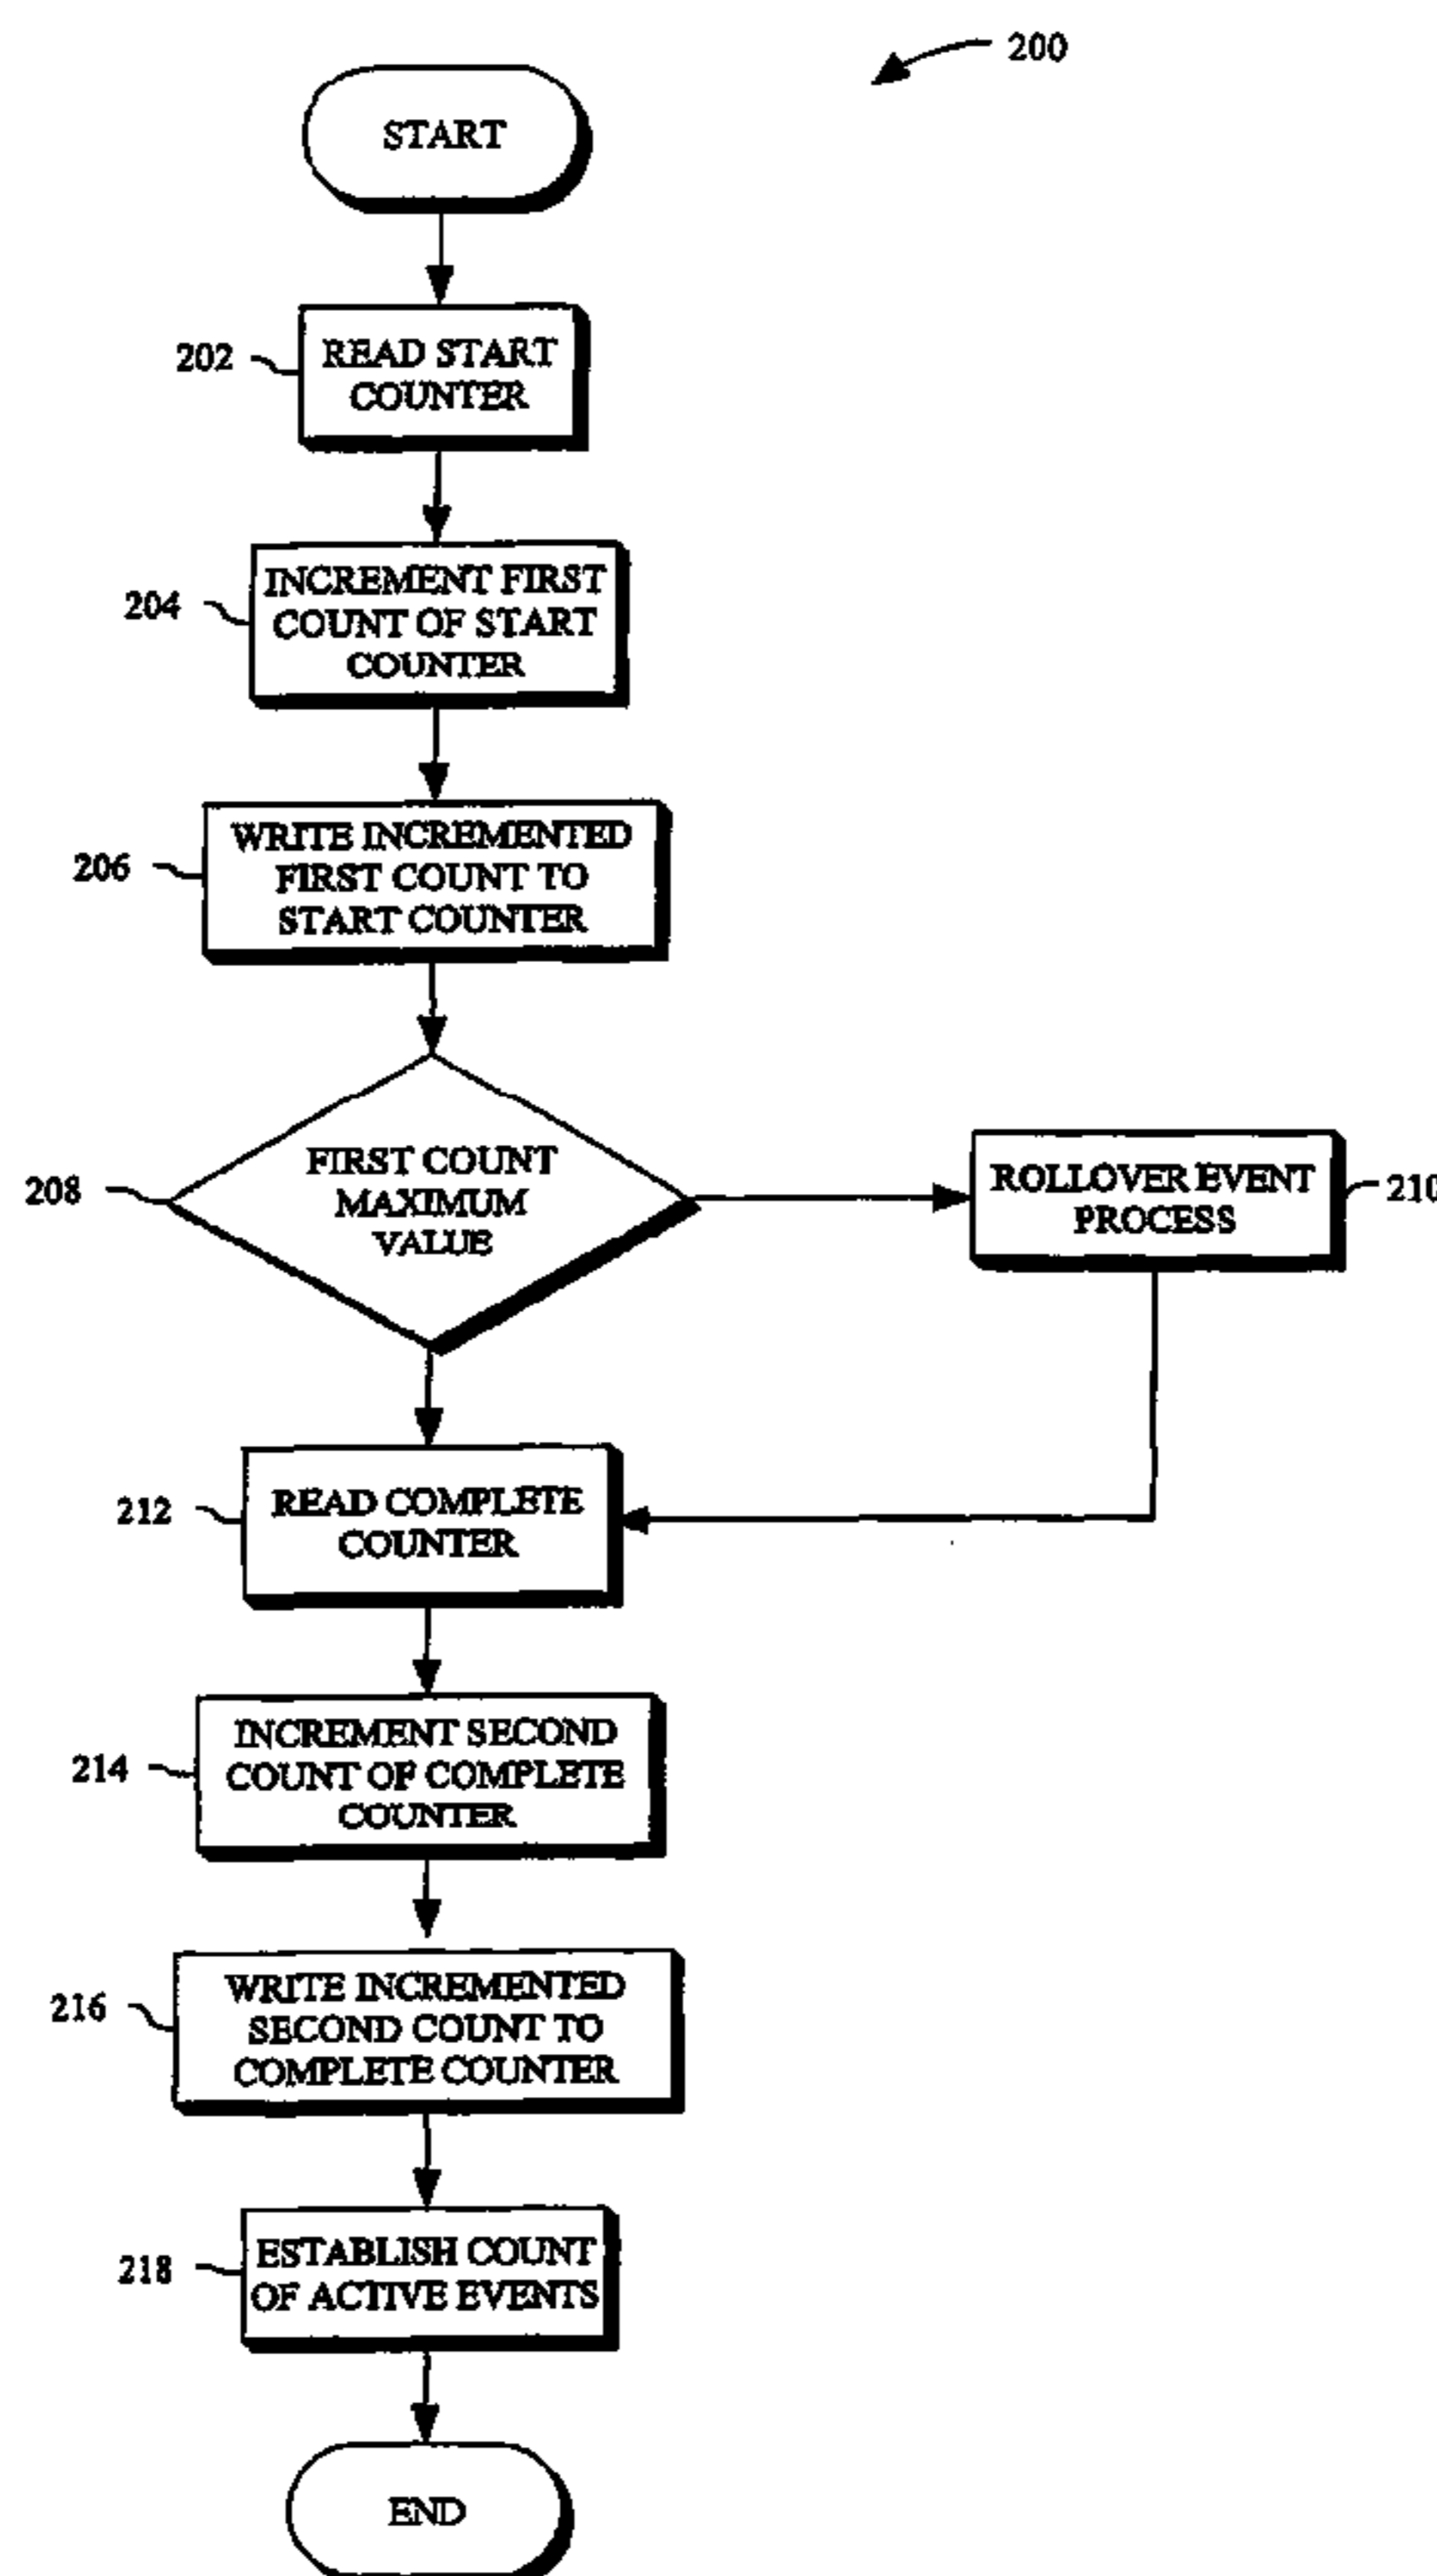 200
START
202
READ START
COUNTER
204
INCREMENT FIRST
COUNT OF START
COUNTER
206
WRITE INCREMENTED
FIRST COUNT TO
START COUNTER
208
FIRST COUNT
MAXIMUM
VALUE
ROLLOVER EVENT
PROCESS
210
212
READ COMPLETE
COUNTER
214
INCREMENT SECOND
COUNT OF COMPLETE
COUNTER
216
WRITE INCREMENTED
SECOND COUNT TO
COMPLETE COUNTER
218
ESTABLISH COUNT
OF ACTIVE EVENTS
END